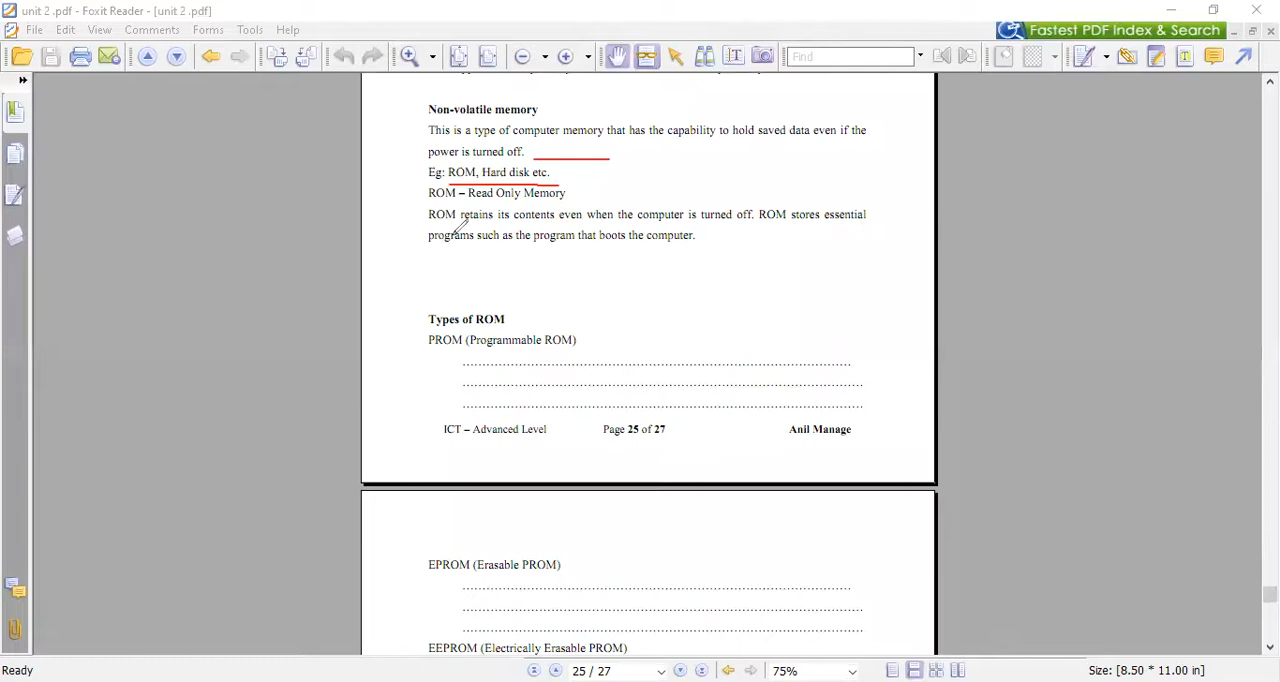 unit 2 .pdf - Foxit Reader - [unit 2 .pdf]
File Edit View Comments Forms Tools Help
Fastest PDF Index & Search
Find
Non-volatile memory
This is a type of computer memory that has the capability to hold saved data even if the
power is turned off.
Eg: ROM, Hard disk etc.
ROM – Read Only Memory
ROM retains its contents even when the computer is turned off. ROM stores essential
programs such as the program that boots the computer.
Types of ROM
PROM (Programmable ROM)
ICT – Advanced Level Page 25 of 27 Anil Manage
EPROM (Erasable PROM)
EEPROM (Electrically Erasable PROM)
Ready 25 / 27 75% Size: [8.50 * 11.00 in]